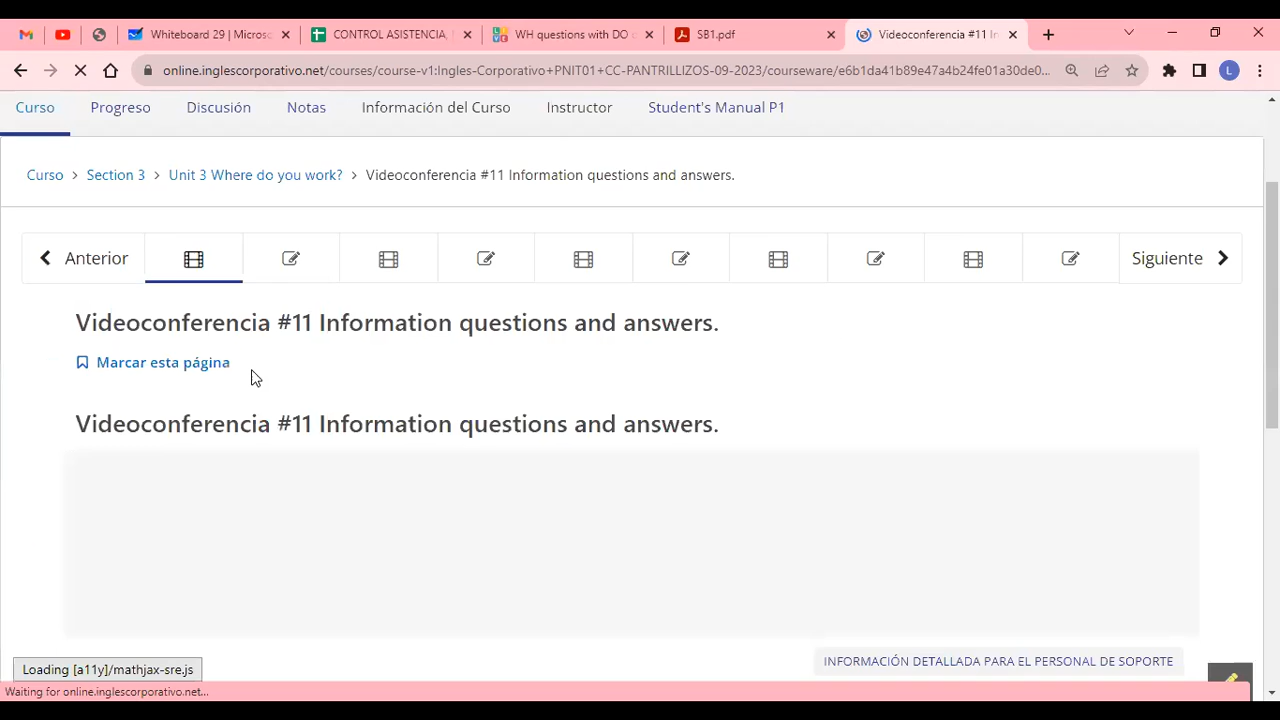 Whiteboard 29 | Microso
CONTROL ASISTENCIA,
WH questions with DO
SB1.pdf
Videoconferencia #11 In
online.inglescorporativo.net/courses/course-v1:Ingles-Corporativo+PNIT01+CC-PANTRILLIZOS-09-2023/courseware/e6b1da41b89e47a4b24fe01a30de0...
L
Curso
Progreso
Discusión
Notas
Información del Curso
Instructor
Student's Manual P1
Curso > Section 3 > Unit 3 Where do you work? > Videoconferencia #11 Information questions and answers.
Anterior
Siguiente
Videoconferencia #11 Information questions and answers.
Marcar esta página
Videoconferencia #11 Information questions and answers.
INFORMACIÓN DETALLADA PARA EL PERSONAL DE SOPORTE
Loading [a11y]/mathjax-sre.js
Waiting for online.inglescorporativo.net...